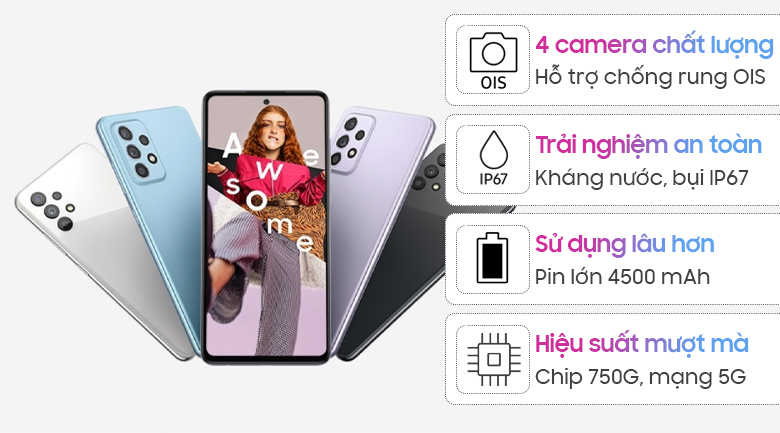 Awesome
4 camera chất lượng
OIS
Hỗ trợ chống rung OIS
Trải nghiệm an toàn
IP67
Kháng nước, bụi IP67
Sử dụng lâu hơn
Pin lớn 4500 mAh
Hiệu suất mượt mà
Chip 750G, mạng 5G